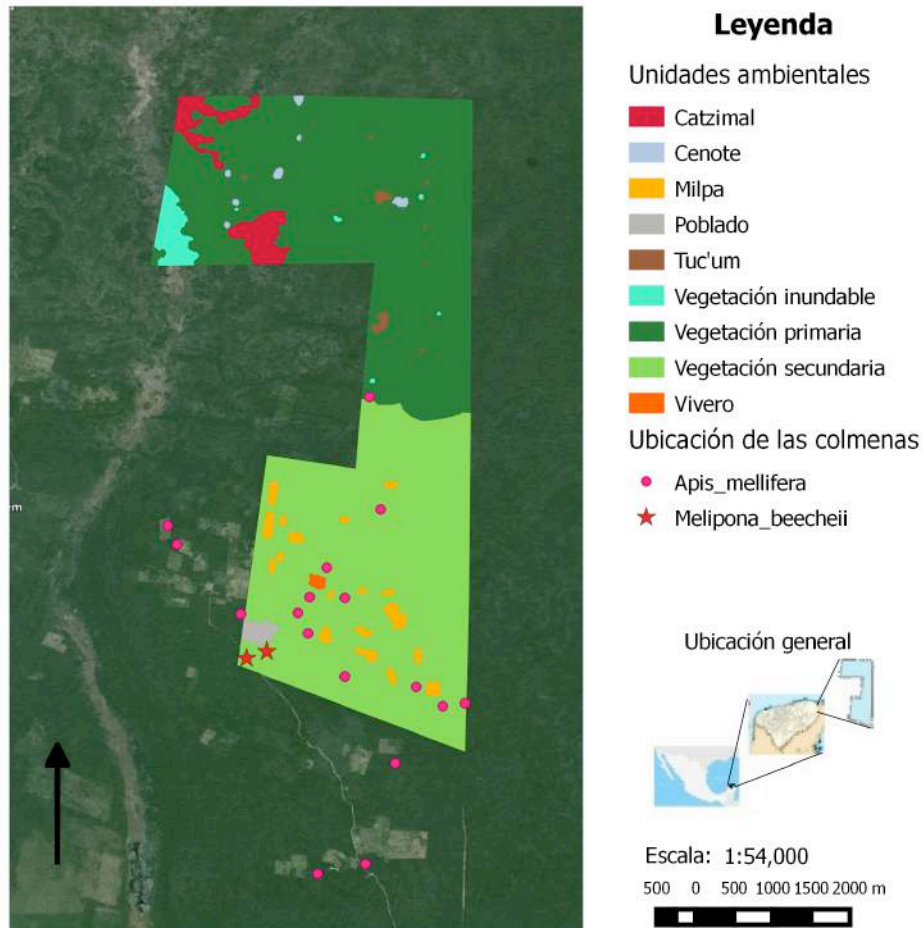 Leyenda
Unidades ambientales
Catzimal
Cenote
Milpa
Poblado
Tuc'um
Vegetación inundable
Vegetación primaria
Vegetación secundaria
Vivero
Ubicación de las colmenas
Apis_mellifera
Melipona_beecheii
em
Ubicación general
Escala: 1:54,000
500 0 500 1000 1500 2000 m